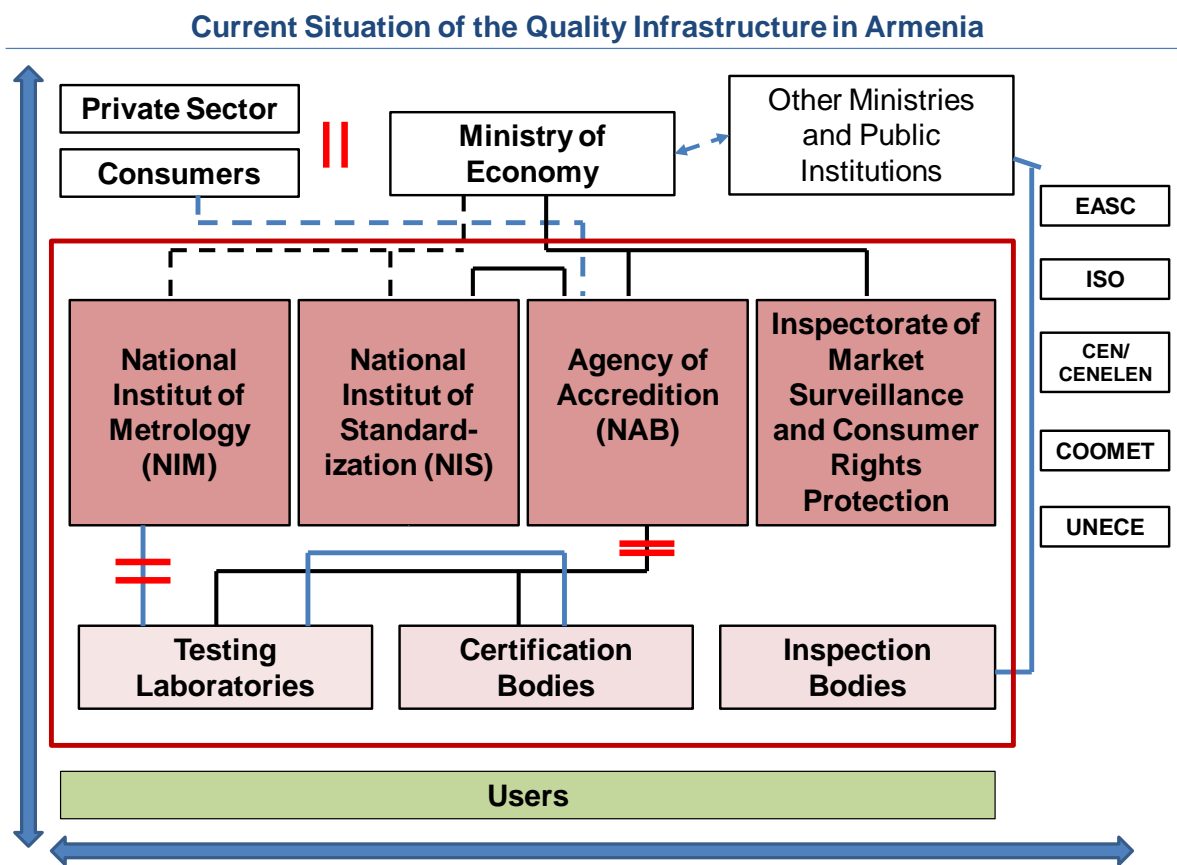 Current Situation of the Quality Infrastructure in Armenia
Private Sector
Consumers
Ministry of
Economy
Other Ministries
and Public
Institutions
EASC
ISO
CEN/
CENELEN
COOMET
UNECE
National
Institut of
Metrology
(NIM)
National
Institut of
Standard-
ization (NIS)
Agency of
Accredition
(NAB)
Inspectorate of
Market
Surveillance
and Consumer
Rights
Protection
Testing
Laboratories
Certification
Bodies
Inspection
Bodies
Users